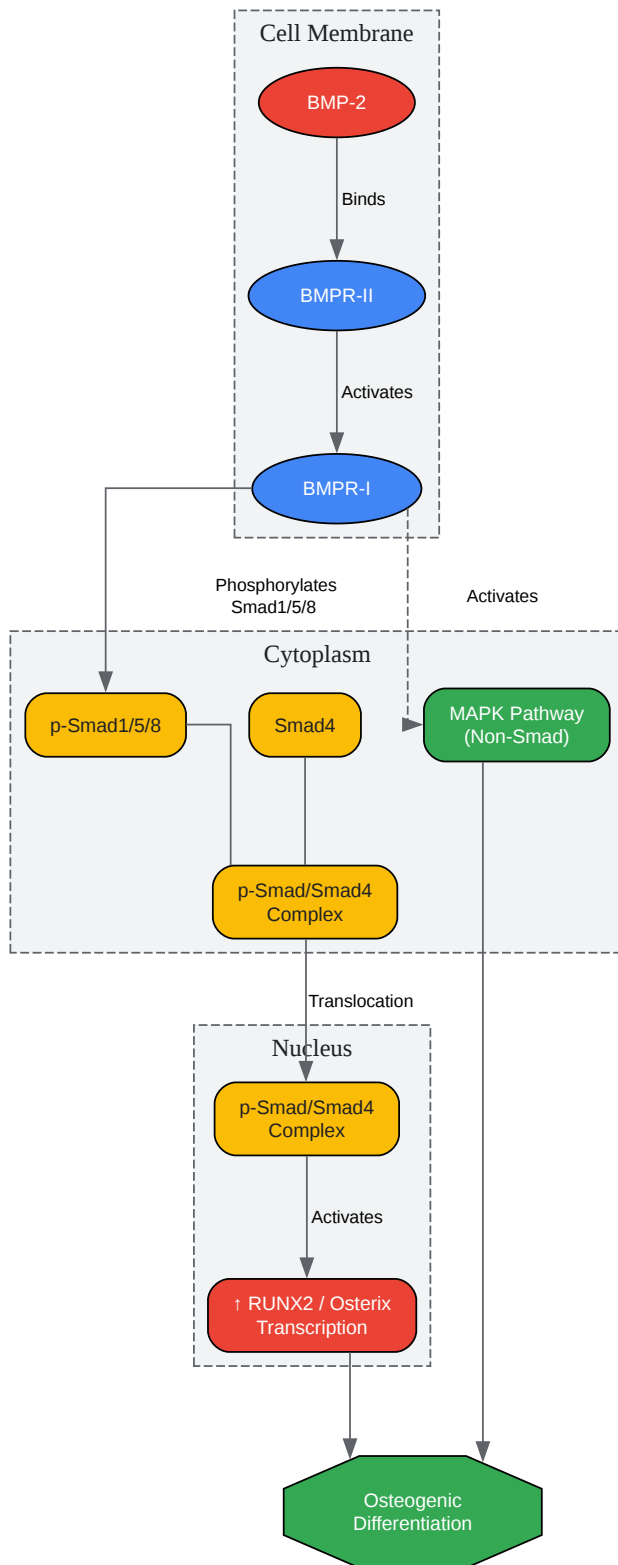 Cell Membrane
BMP-2
Binds
BMPR-II
Activates
BMPR-I
Phosphorylates
Smad1/5/8
Activates
Cytoplasm
p-Smad1/5/8
Smad4
MAPK Pathway
(Non-Smad)
p-Smad/Smad4
Complex
Translocation
Nucleus
p-Smad/Smad4
Complex
Activates
↑ RUNX2 / Osterix
Transcription
Osteogenic
Differentiation